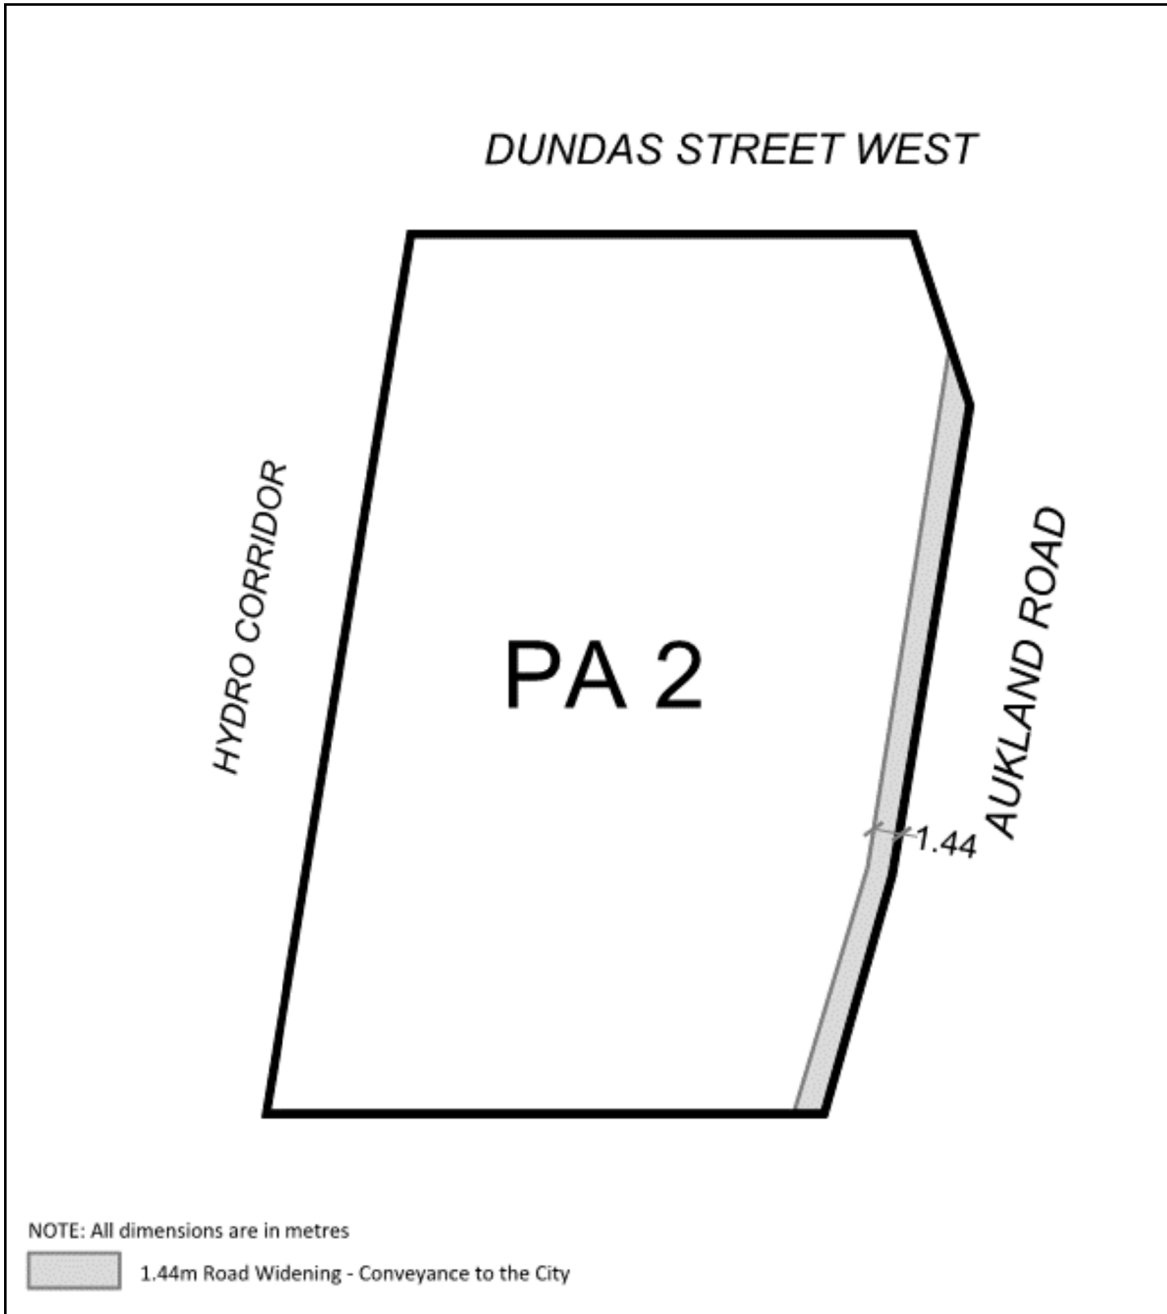 DUNDAS STREET WEST
HYDRO CORRIDOR
PA 2
AUKLAND ROAD
1.44
NOTE: All dimensions are in metres
1.44m Road Widening - Conveyance to the City